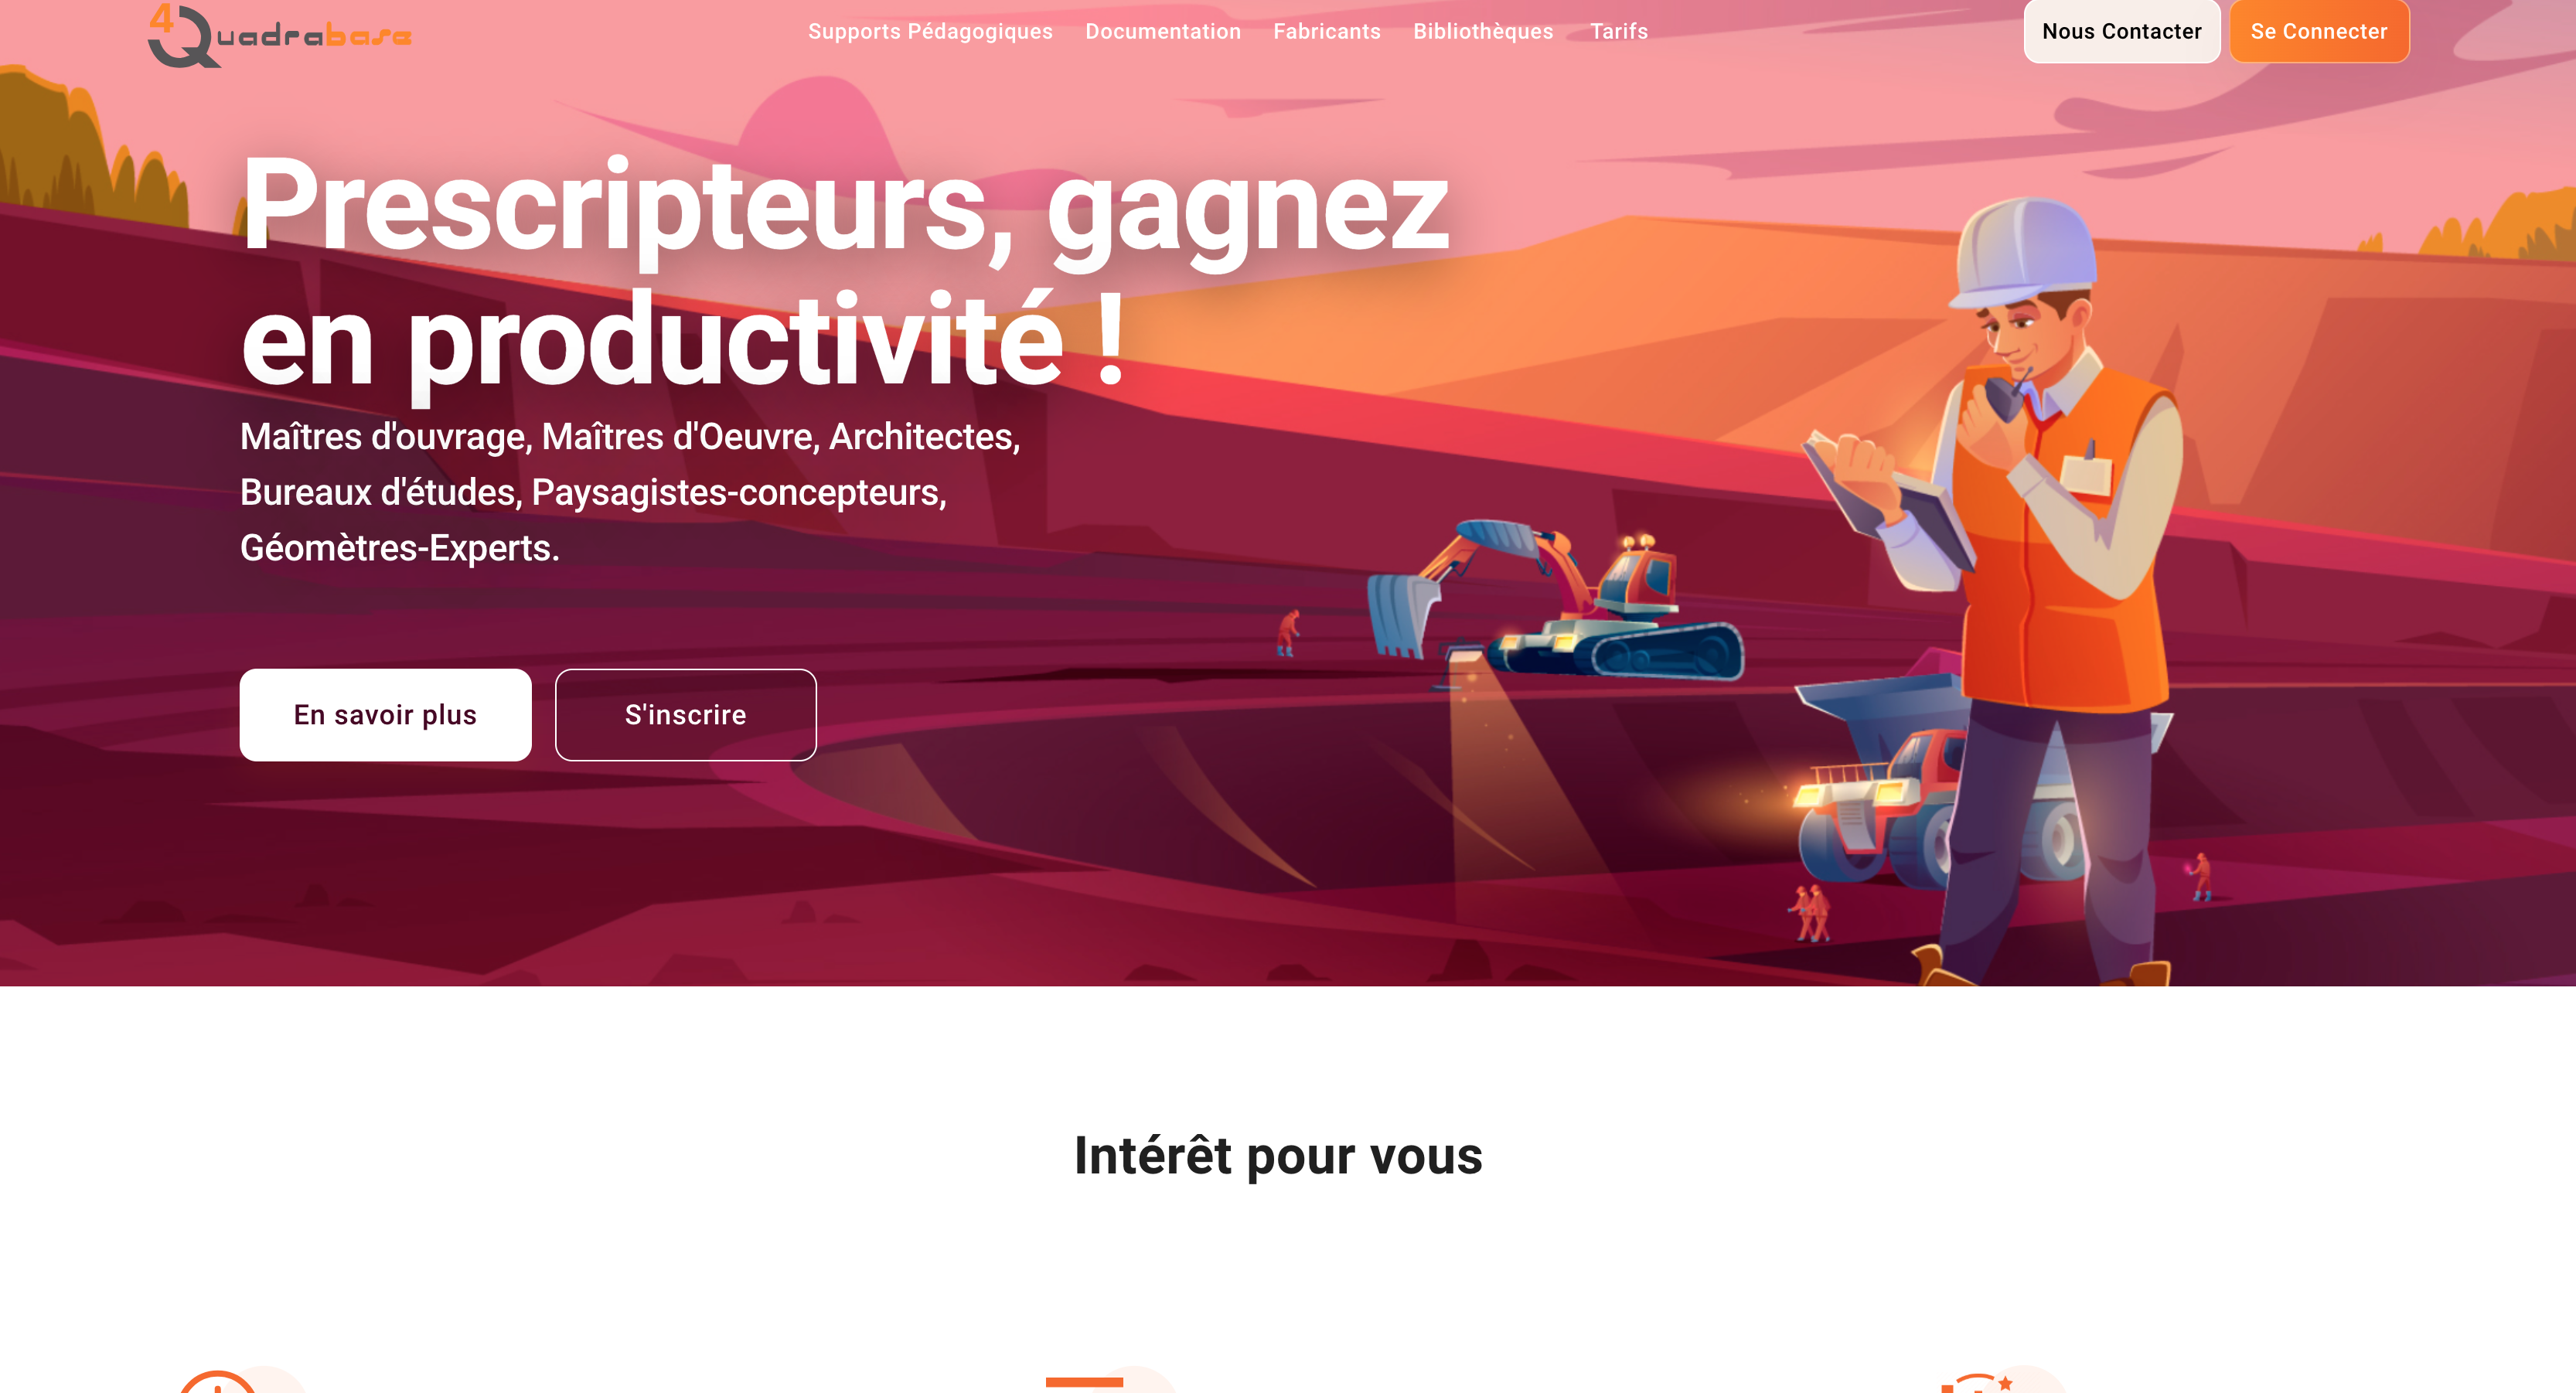 4Quadrabase
Supports Pédagogiques
Documentation
Fabricants
Bibliothèques
Tarifs
Nous Contacter
Se Connecter
Prescripteurs, gagnez
en productivité !
Maîtres d'ouvrage, Maîtres d'Oeuvre, Architectes,
Bureaux d'études, Paysagistes-concepteurs,
Géomètres-Experts.
En savoir plus
S'inscrire
Intérêt pour vous